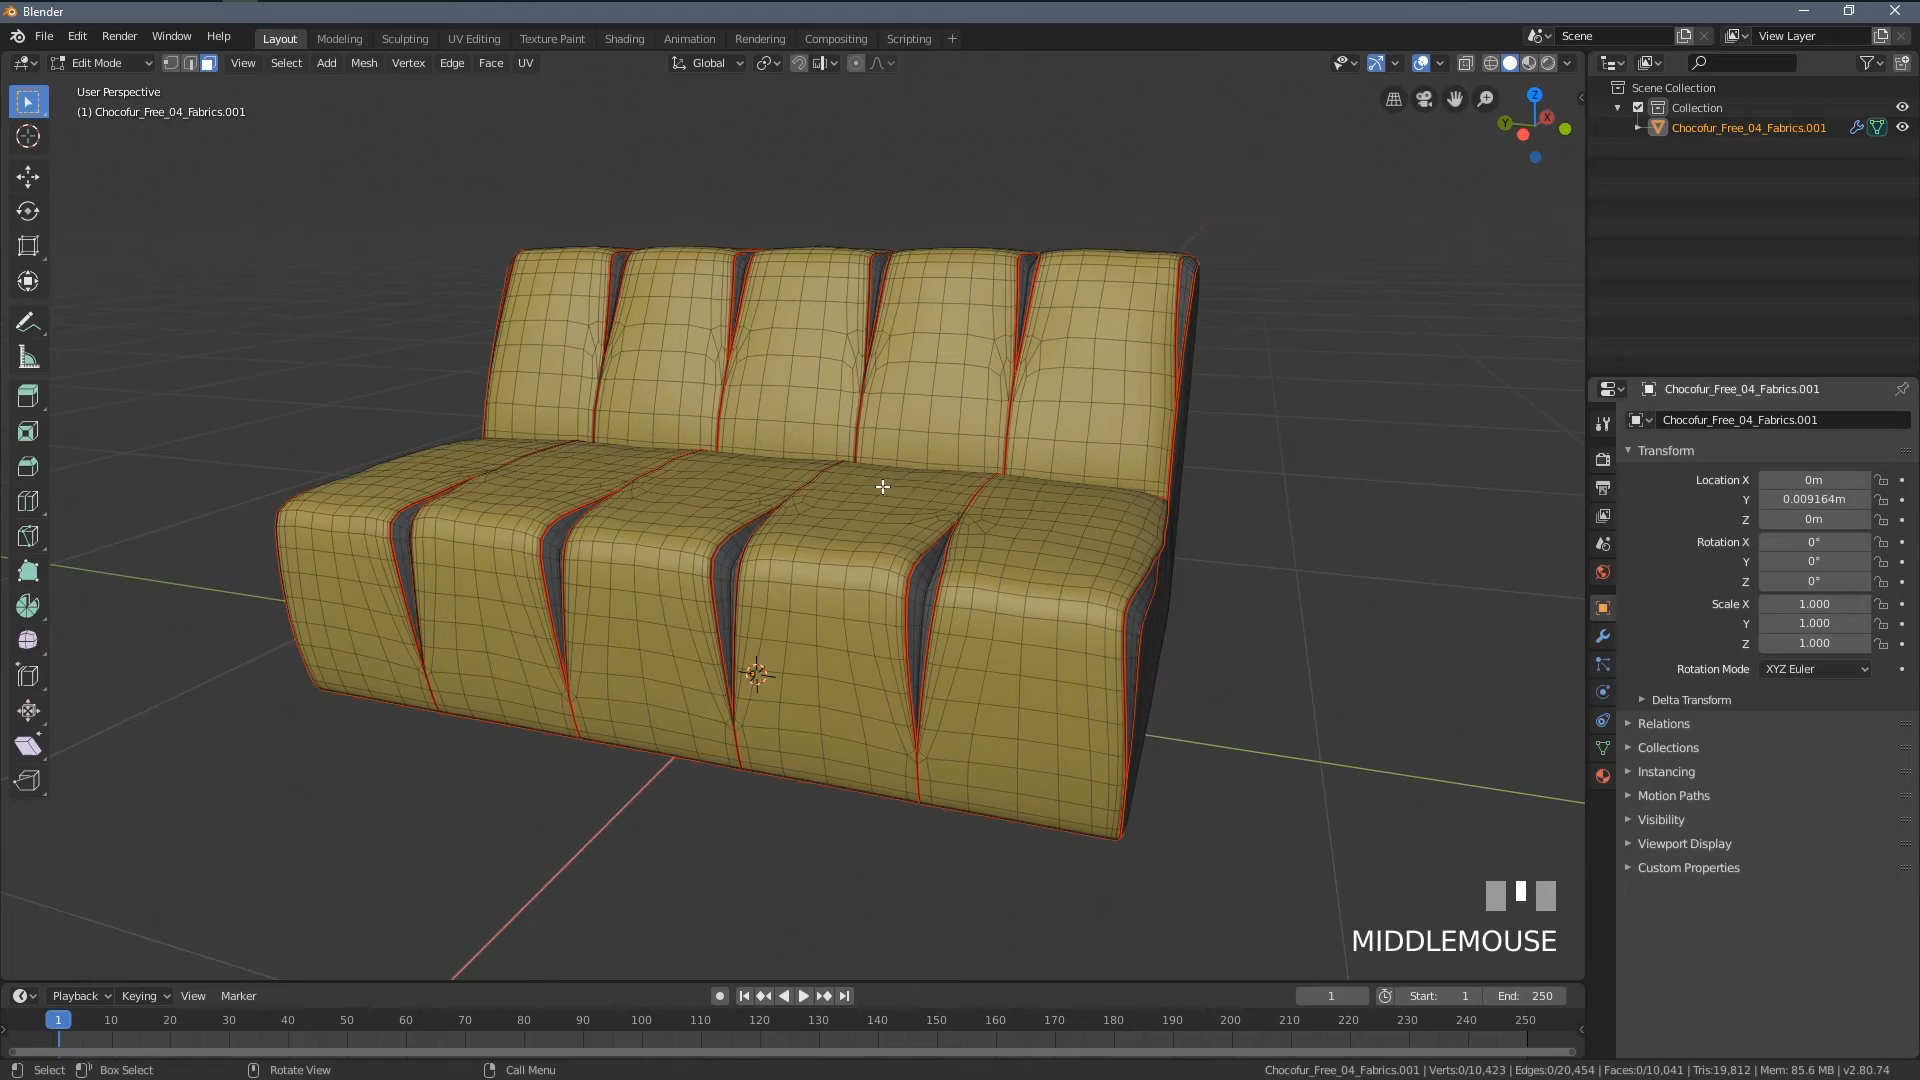 Blender
File Edit Render Window Help Layout Modeling Sculpting UV Editing Texture Paint Shading Animation Rendering Compositing Scripting + Scene View Layer
Edit Mode View Select Add Mesh Vertex Edge Face UV Global
User Perspective
(1) Chocofur_Free_04_Fabrics.001
Z
X
Y
Scene Collection
Collection
Chocofur_Free_04_Fabrics.001
Chocofur_Free_04_Fabrics.001
Chocofur_Free_04_Fabrics.001
Transform
Location X 0m
Y 0.009164m
Z 0m
Rotation X 0°
Y 0°
Z 0°
Scale X 1.000
Y 1.000
Z 1.000
Rotation Mode XYZ Euler
Delta Transform
Relations
Collections
Instancing
Motion Paths
Visibility
Viewport Display
Custom Properties
MIDDLEMOUSE
Playback Keying View Marker 1 Start: 1 End: 250
1 10 20 30 40 50 60 70 80 90 100 110 120 130 140 150 160 170 180 190 200 210 220 230 240 250
Select Box Select Rotate View Call Menu Chocofur_Free_04_Fabrics.001 | Verts:0/10,423 | Edges:0/20,454 | Faces:0/10,041 | Tris:19,812 | Mem: 85.6 MB | v2.80.74